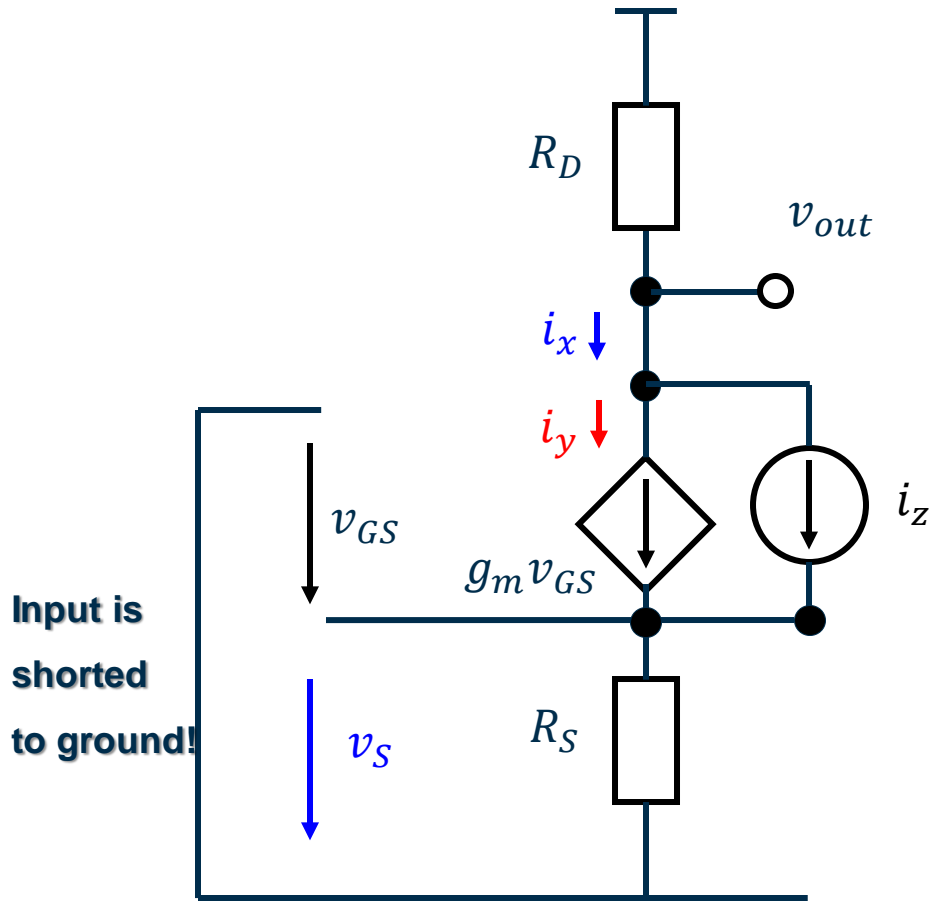 R_D
v_out
i_x
i_y
v_GS
i_z
g_m v_GS
Input is
shorted
to ground!
v_S
R_S